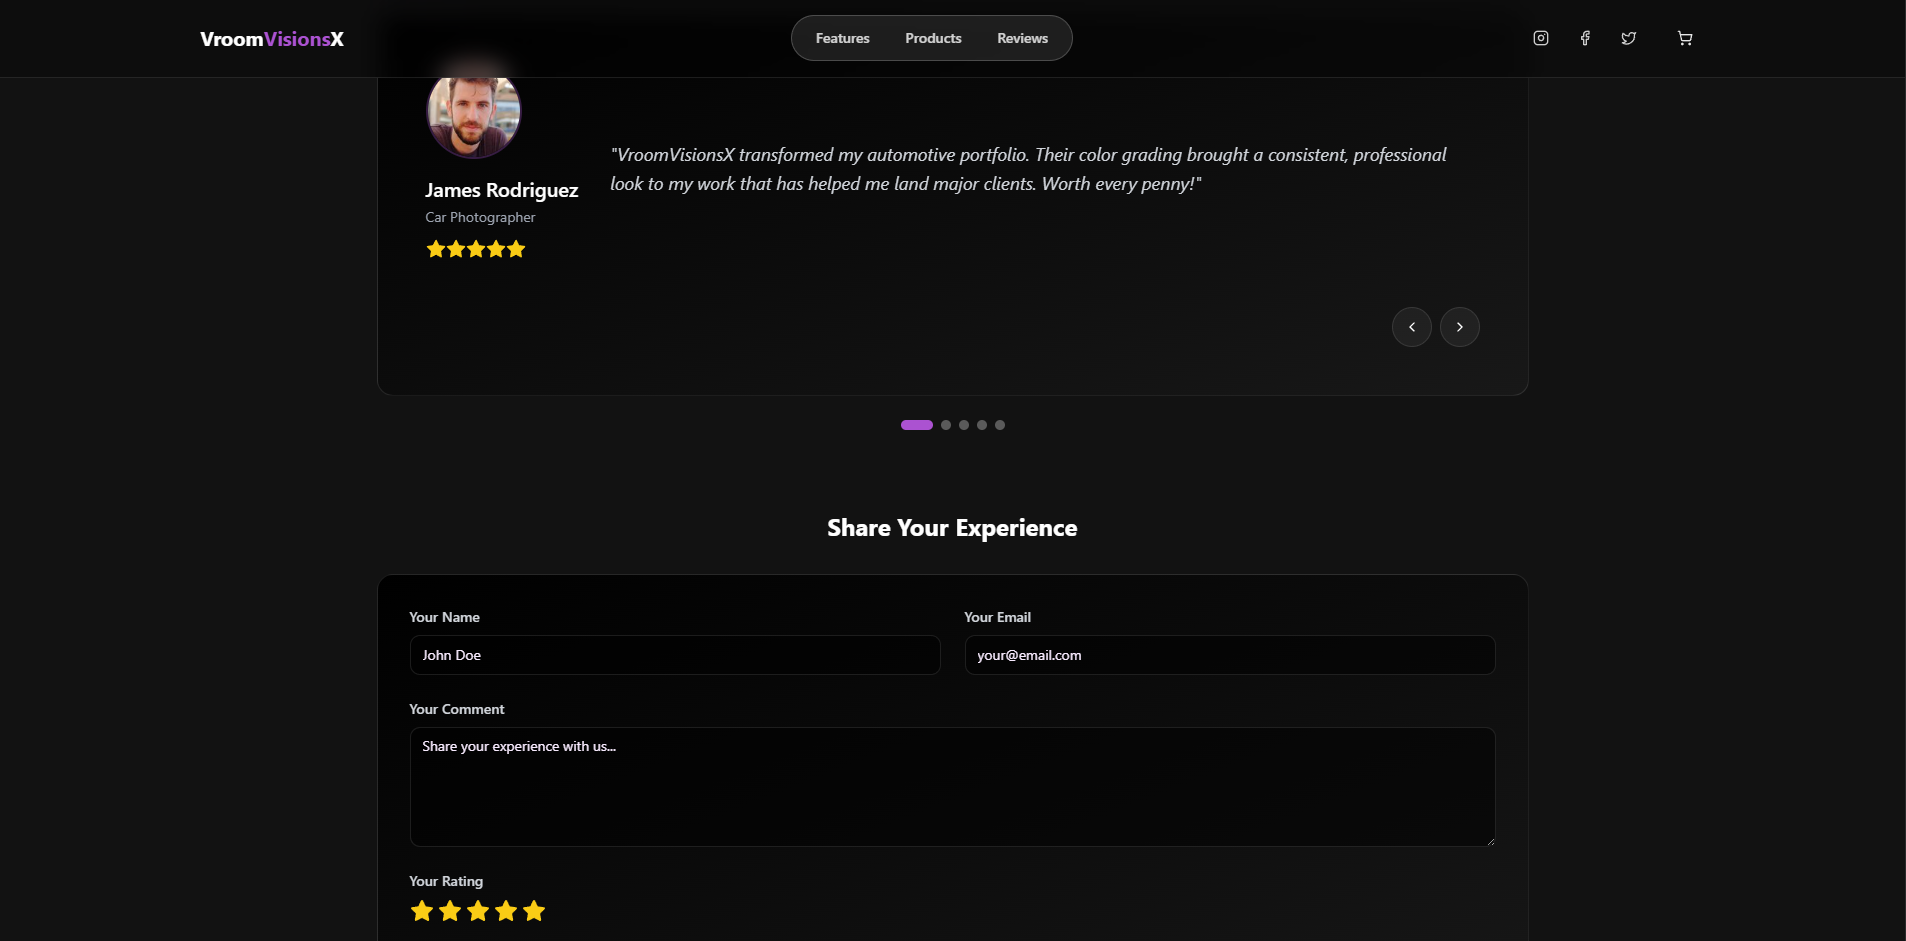 VroomVisionsX
Features
Products
Reviews
James Rodriguez
Car Photographer
"VroomVisionsX transformed my automotive portfolio. Their color grading brought a consistent, professional
look to my work that has helped me land major clients. Worth every penny!"
Share Your Experience
Your Name
Your Email
John Doe
your@email.com
Your Comment
Share your experience with us...
Your Rating